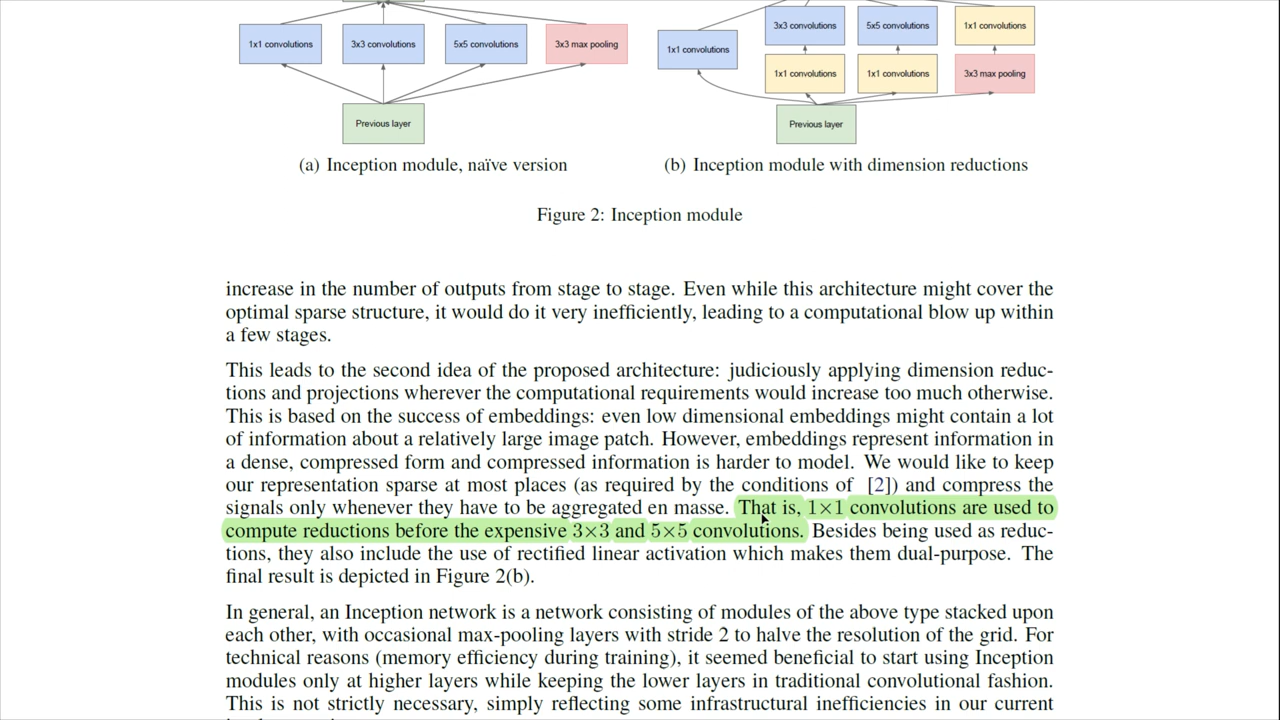 1x1 convolutions 3x3 convolutions 5x5 convolutions 3x3 max pooling
Previous layer
(a) Inception module, naïve version
3x3 convolutions 5x5 convolutions 1x1 convolutions
1x1 convolutions
1x1 convolutions 1x1 convolutions 3x3 max pooling
Previous layer
(b) Inception module with dimension reductions
Figure 2: Inception module
increase in the number of outputs from stage to stage. Even while this architecture might cover the
optimal sparse structure, it would do it very inefficiently, leading to a computational blow up within
a few stages.
This leads to the second idea of the proposed architecture: judiciously applying dimension reduc-
tions and projections wherever the computational requirements would increase too much otherwise.
This is based on the success of embeddings: even low dimensional embeddings might contain a lot
of information about a relatively large image patch. However, embeddings represent information in
a dense, compressed form and compressed information is harder to model. We would like to keep
our representation sparse at most places (as required by the conditions of [2]) and compress the
signals only whenever they have to be aggregated en masse. That is, 1×1 convolutions are used to
compute reductions before the expensive 3×3 and 5×5 convolutions. Besides being used as reduc-
tions, they also include the use of rectified linear activation which makes them dual-purpose. The
final result is depicted in Figure 2(b).
In general, an Inception network is a network consisting of modules of the above type stacked upon
each other, with occasional max-pooling layers with stride 2 to halve the resolution of the grid. For
technical reasons (memory efficiency during training), it seemed beneficial to start using Inception
modules only at higher layers while keeping the lower layers in traditional convolutional fashion.
This is not strictly necessary, simply reflecting some infrastructural inefficiencies in our current